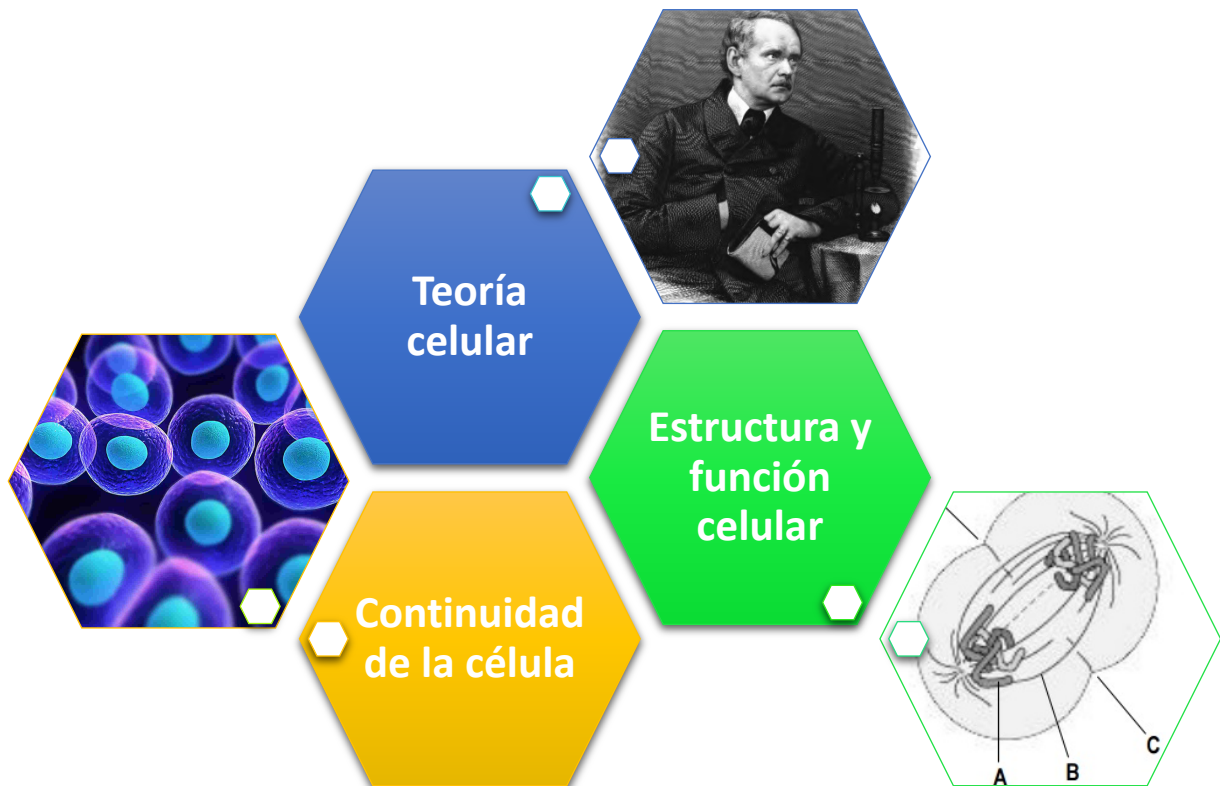 Teoría
celular
Estructura y
función
celular
Continuidad
de la célula
A
B
C